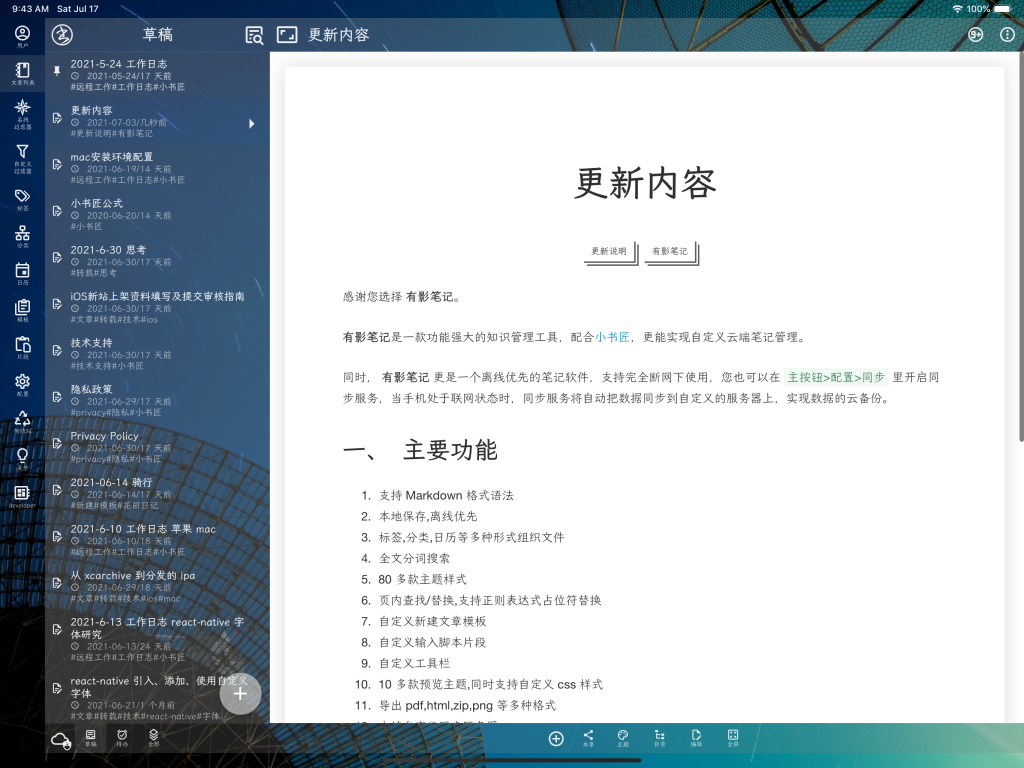 9:43 AM Sat Jul 17
100%
用户
文章列表
系统
过滤器
自定义
过滤器
标签
分类
日历
模板
片段
配置
developer
草稿
2021-5-24 工作日志
2021-05-24/17 天前
#远程工作#工作日志#小书匠
更新内容
2021-07-03/几秒前
#更新说明#有影笔记
mac安装环境配置
2021-06-19/14 天前
#远程工作#工作日志#小书匠
小书匠公式
2020-06-20/14 天前
#小书匠
2021-6-30 思考
2021-06-30/17 天前
#转载#思考
iOS新站上架资料填写及提交审核指南
2021-06-30/17 天前
#文章#转载#技术#ios
技术支持
2021-06-30/17 天前
#技术支持#小书匠
隐私政策
2021-06-29/17 天前
#privacy#隐私#小书匠
Privacy Policy
2021-06-30/17 天前
#privacy#隐私#小书匠
2021-06-14 骑行
2021-06-14/17 天前
#新建#模板#花田日记
2021-6-10 工作日志 苹果 mac
2021-06-10/18 天前
#远程工作#工作日志#小书匠
从 xcarchive 到分发的 ipa
2021-06-29/18 天前
#文章#转载#技术#ios#mac
2021-6-13 工作日志 react-native 字
体研究
2021-06-13/24 天前
#远程工作#工作日志#小书匠
react-native 引入、添加、使用自定义
字体
2021-06-21/1 个月前
#文章#转载#技术#react-native#字体
草稿
待办
全部
更新内容
9+
更新内容
更新说明
有影笔记
感谢您选择 有影笔记。
有影笔记是一款功能强大的知识管理工具，配合小书匠，更能实现自定义云端笔记管理。
同时， 有影笔记 更是一个离线优先的笔记软件，支持完全断网下使用，您也可以在 主按钮>配置>同步 里开启同
步服务，当手机处于联网状态时，同步服务将自动把数据同步到自定义的服务器上，实现数据的云备份。
一、 主要功能
1. 支持 Markdown 格式语法
2. 本地保存,离线优先
3. 标签,分类,日历等多种形式组织文件
4. 全文分词搜索
5. 80 多款主题样式
6. 页内查找/替换,支持正则表达式占位符替换
7. 自定义新建文章模板
8. 自定义输入脚本片段
9. 自定义工具栏
10. 10 多款预览主题,同时支持自定义 css 样式
11. 导出 pdf,html,zip,png 等多种格式
共享
主题
目录
编辑
全屏